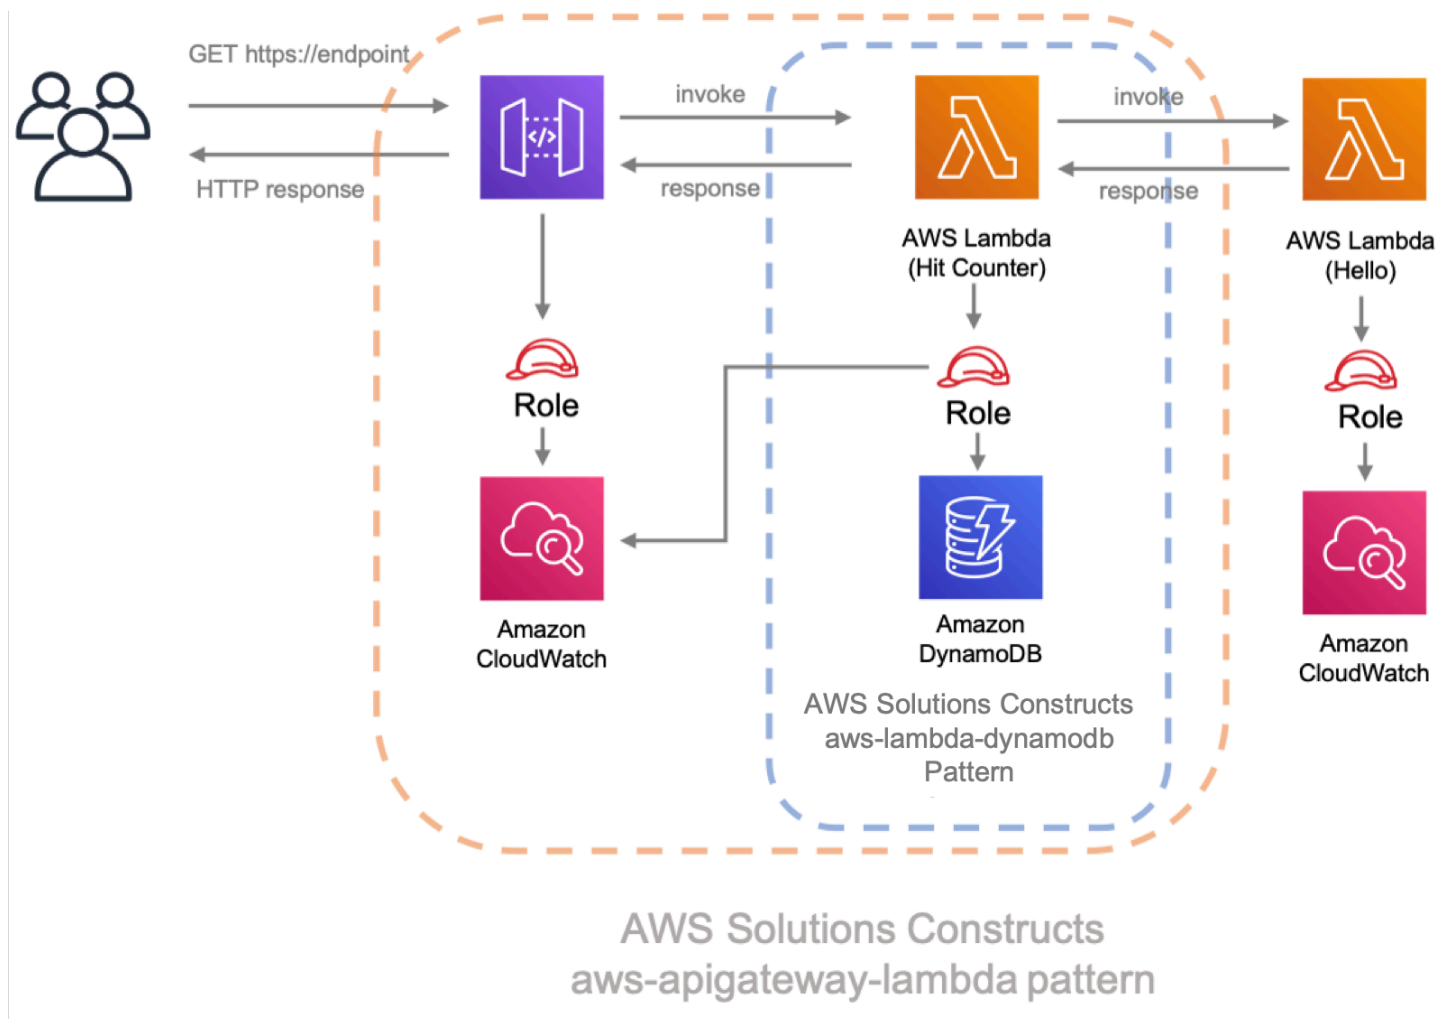 GET https://endpoint
invoke
invoke
HTTP response
response
response
</>
AWS Lambda
(Hit Counter)
AWS Lambda
(Hello)
Role
Role
Role
Amazon
CloudWatch
Amazon
DynamoDB
Amazon
CloudWatch
AWS Solutions Constructs
aws-lambda-dynamodb
Pattern
AWS Solutions Constructs
aws-apigateway-lambda pattern